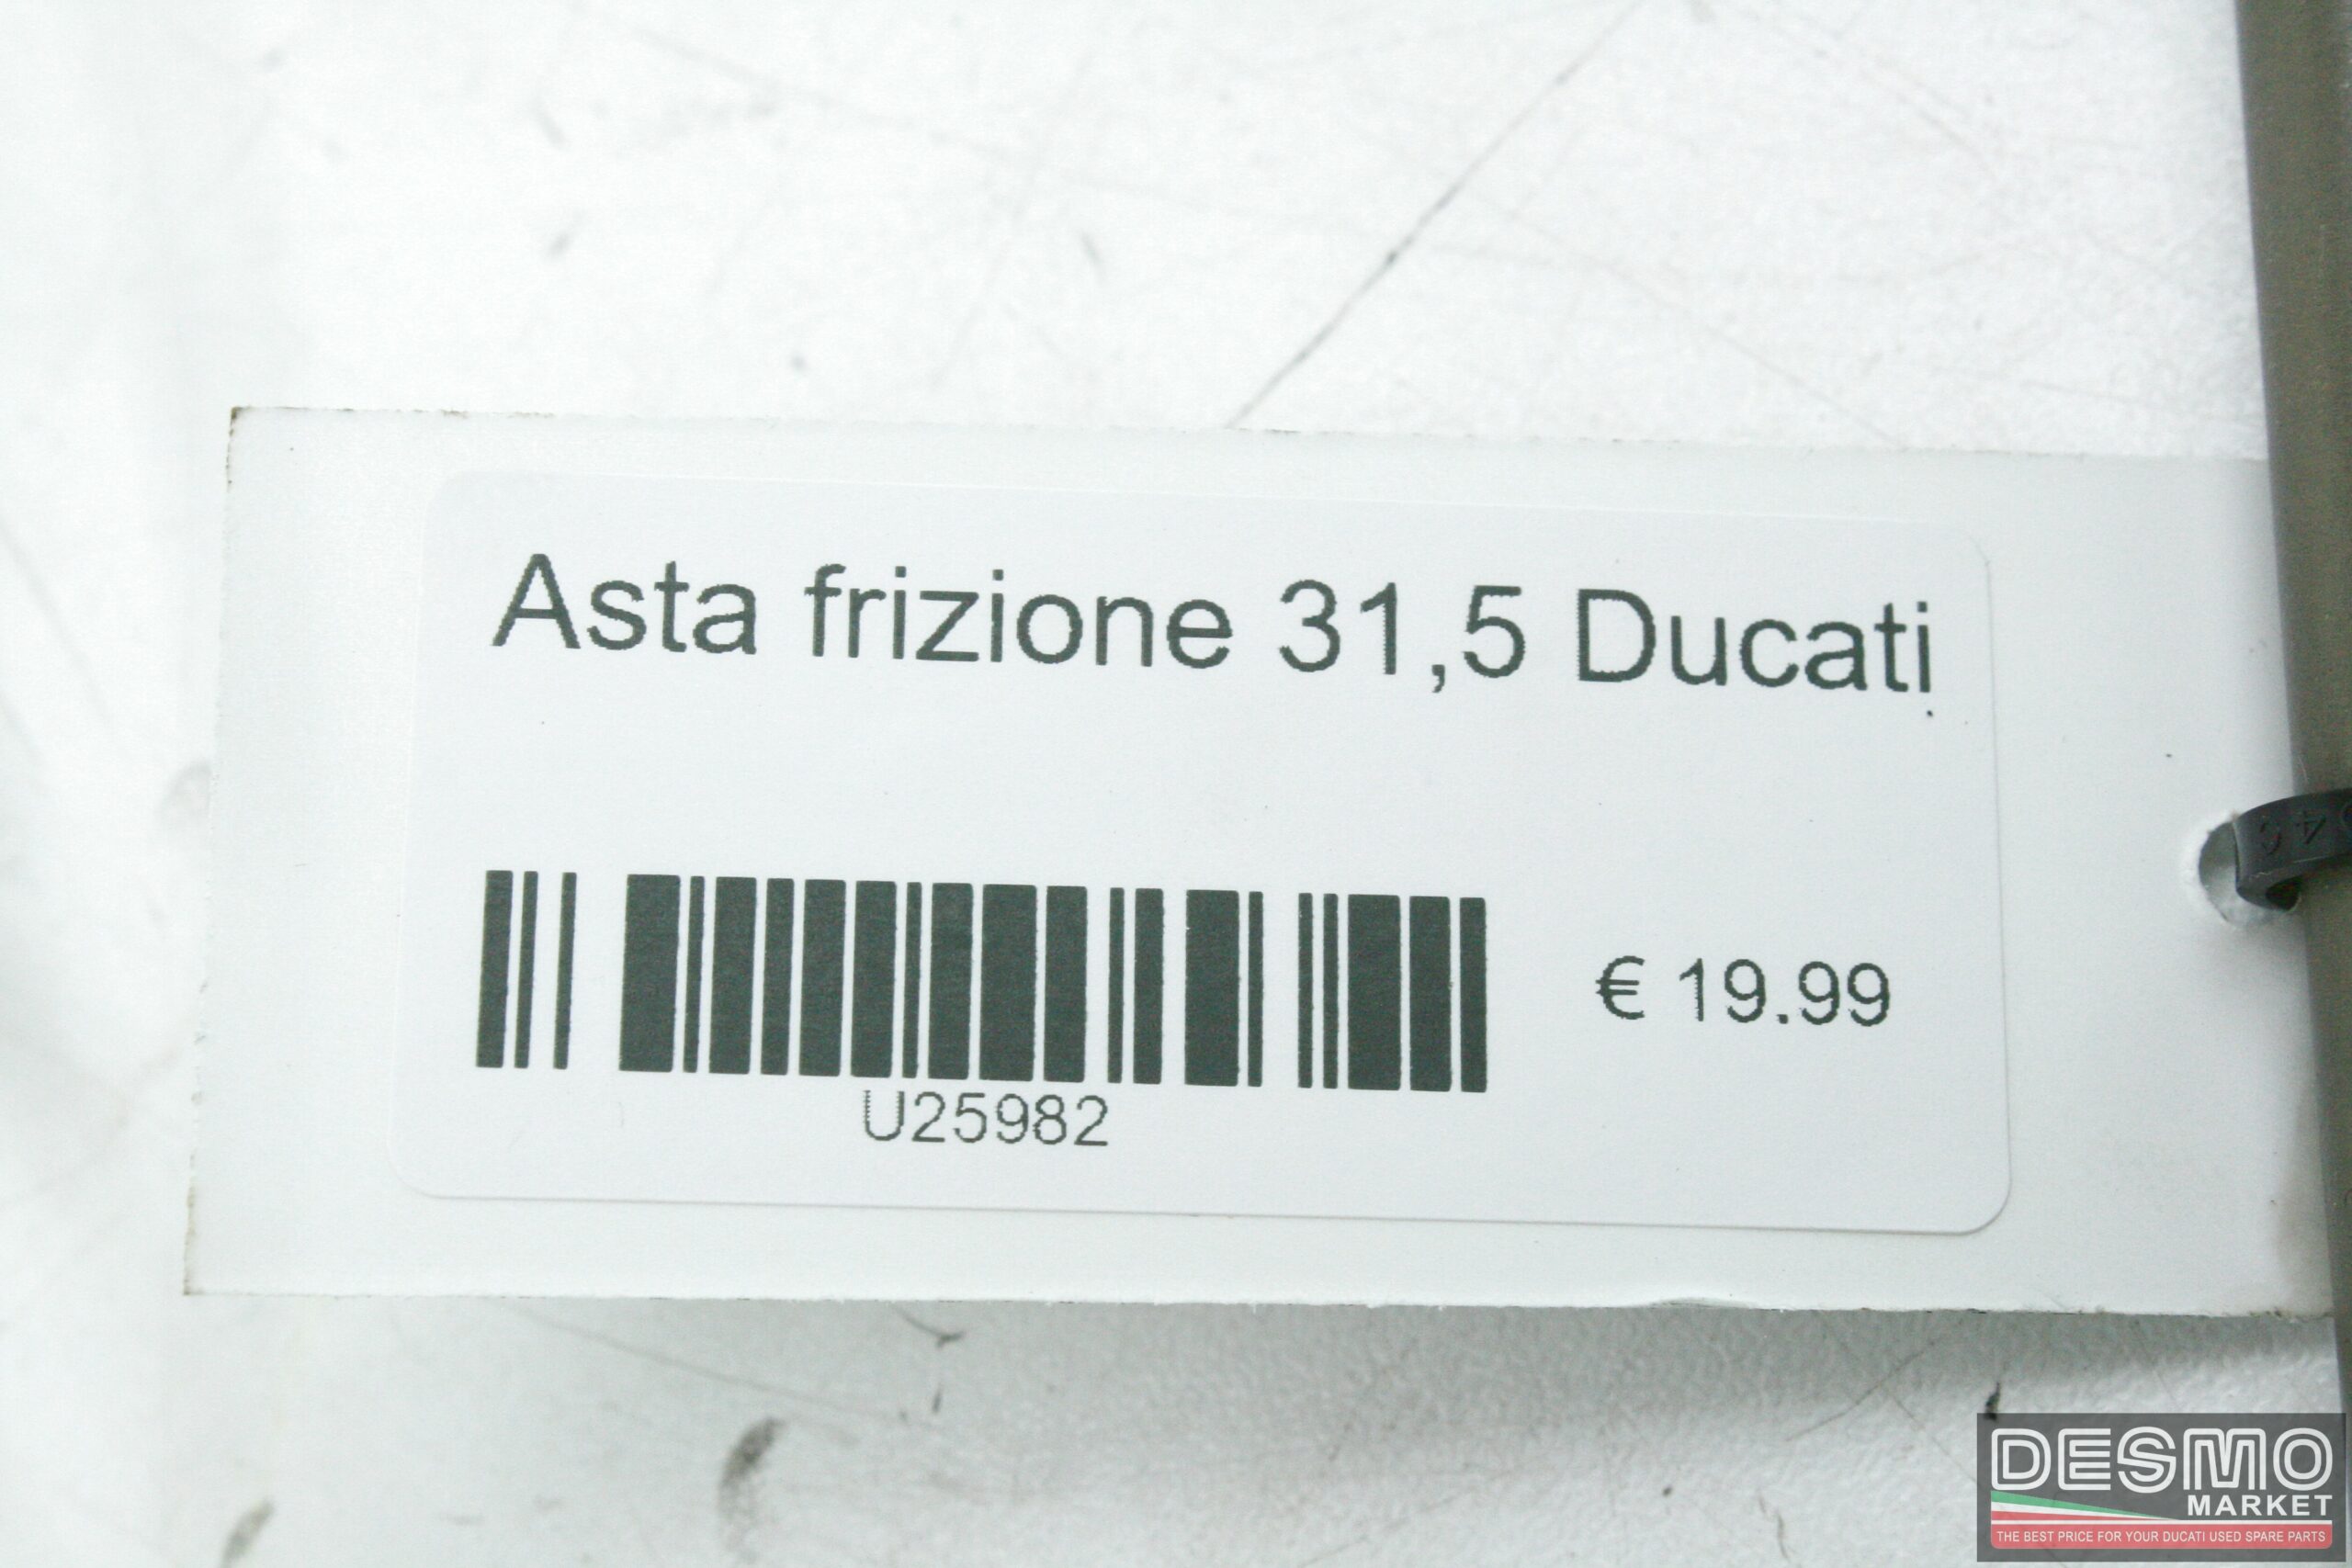 Asta frizione 31,5 Ducati
€ 19.99
U25982
DESMO
MARKET
THE BEST PRICE FOR YOUR DUCATI USED SPARE PARTS